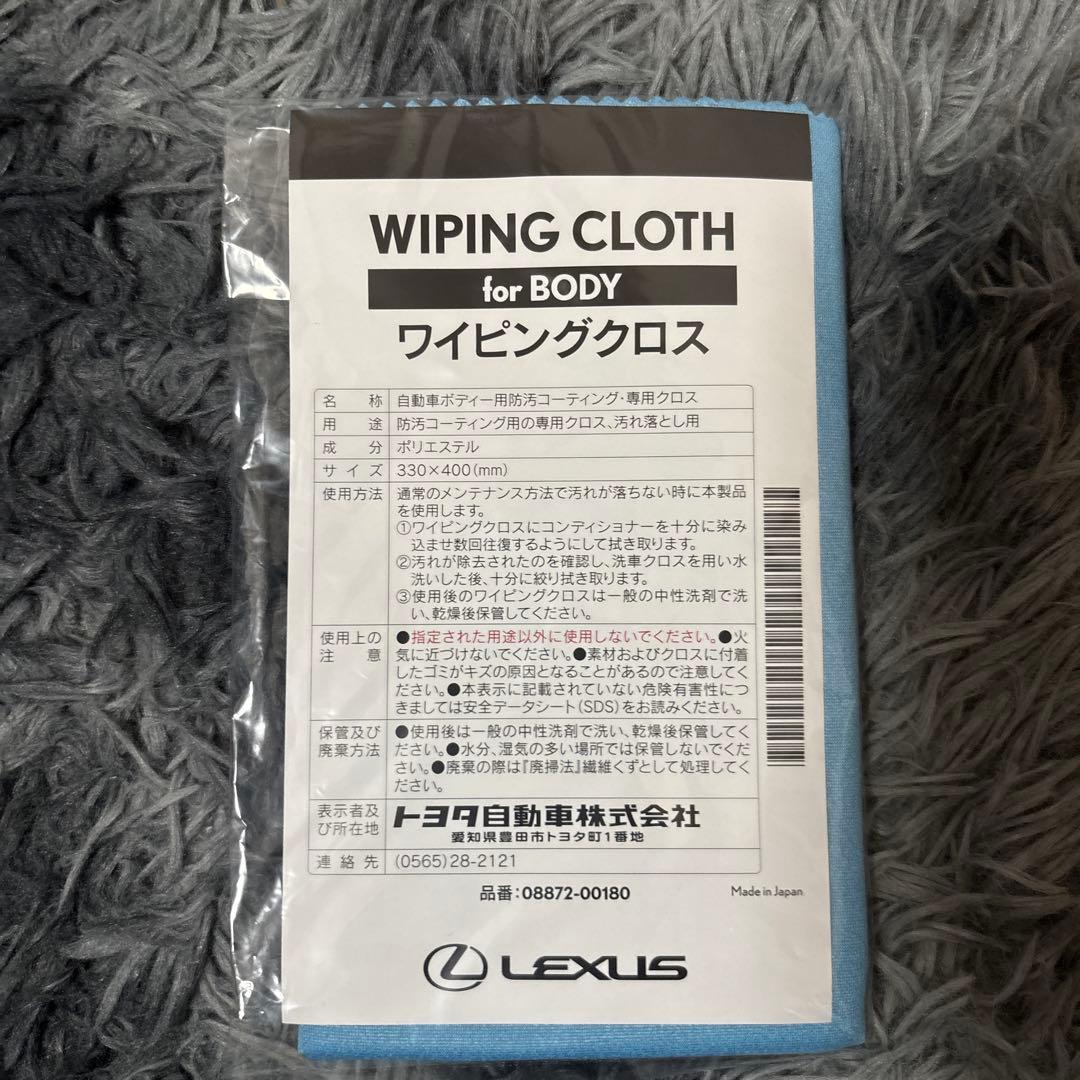 WIPING CLOTH
for BODY
ワイピングクロス
名称 自動車ボディー用防汚コーティング・専用クロス
用途 防汚コーティング用の専用クロス、汚れ落とし用
成分 ポリエステル
サイズ 330×400(mm)
使用方法 通常のメンテナンス方法で汚れが落ちない時に本製品
を使用します。
①ワイピングクロスにコンディショナーを十分に染み
込ませ数回往復するようにして拭き取ります。
②汚れが除去されたのを確認し、洗車クロスを用い水
洗いした後、十分に絞り拭き取ります。
③使用後のワイピングクロスは一般の中性洗剤で洗
い、乾燥後保管してください。
使用上の ●指定された用途以外に使用しないでください。●火
注意 気に近づけないでください。●素材およびクロスに付着
したゴミがキズの原因となることがあるので注意してく
ださい。●本表示に記載されていない危険有害性につ
きましては安全データシート(SDS)をお読みください。
保管及び ●使用後は一般の中性洗剤で洗い、乾燥後保管してく
廃棄方法 ださい。●水分、湿気の多い場所では保管しないでくだ
さい。●廃棄の際は『廃掃法』繊維くずとして処理してく
ださい。
表示者及 トヨタ自動車株式会社
び所在地 愛知県豊田市トヨタ町1番地
連絡先 (0565)28-2121
品番:08872-00180
Made in Japan
LEXUS